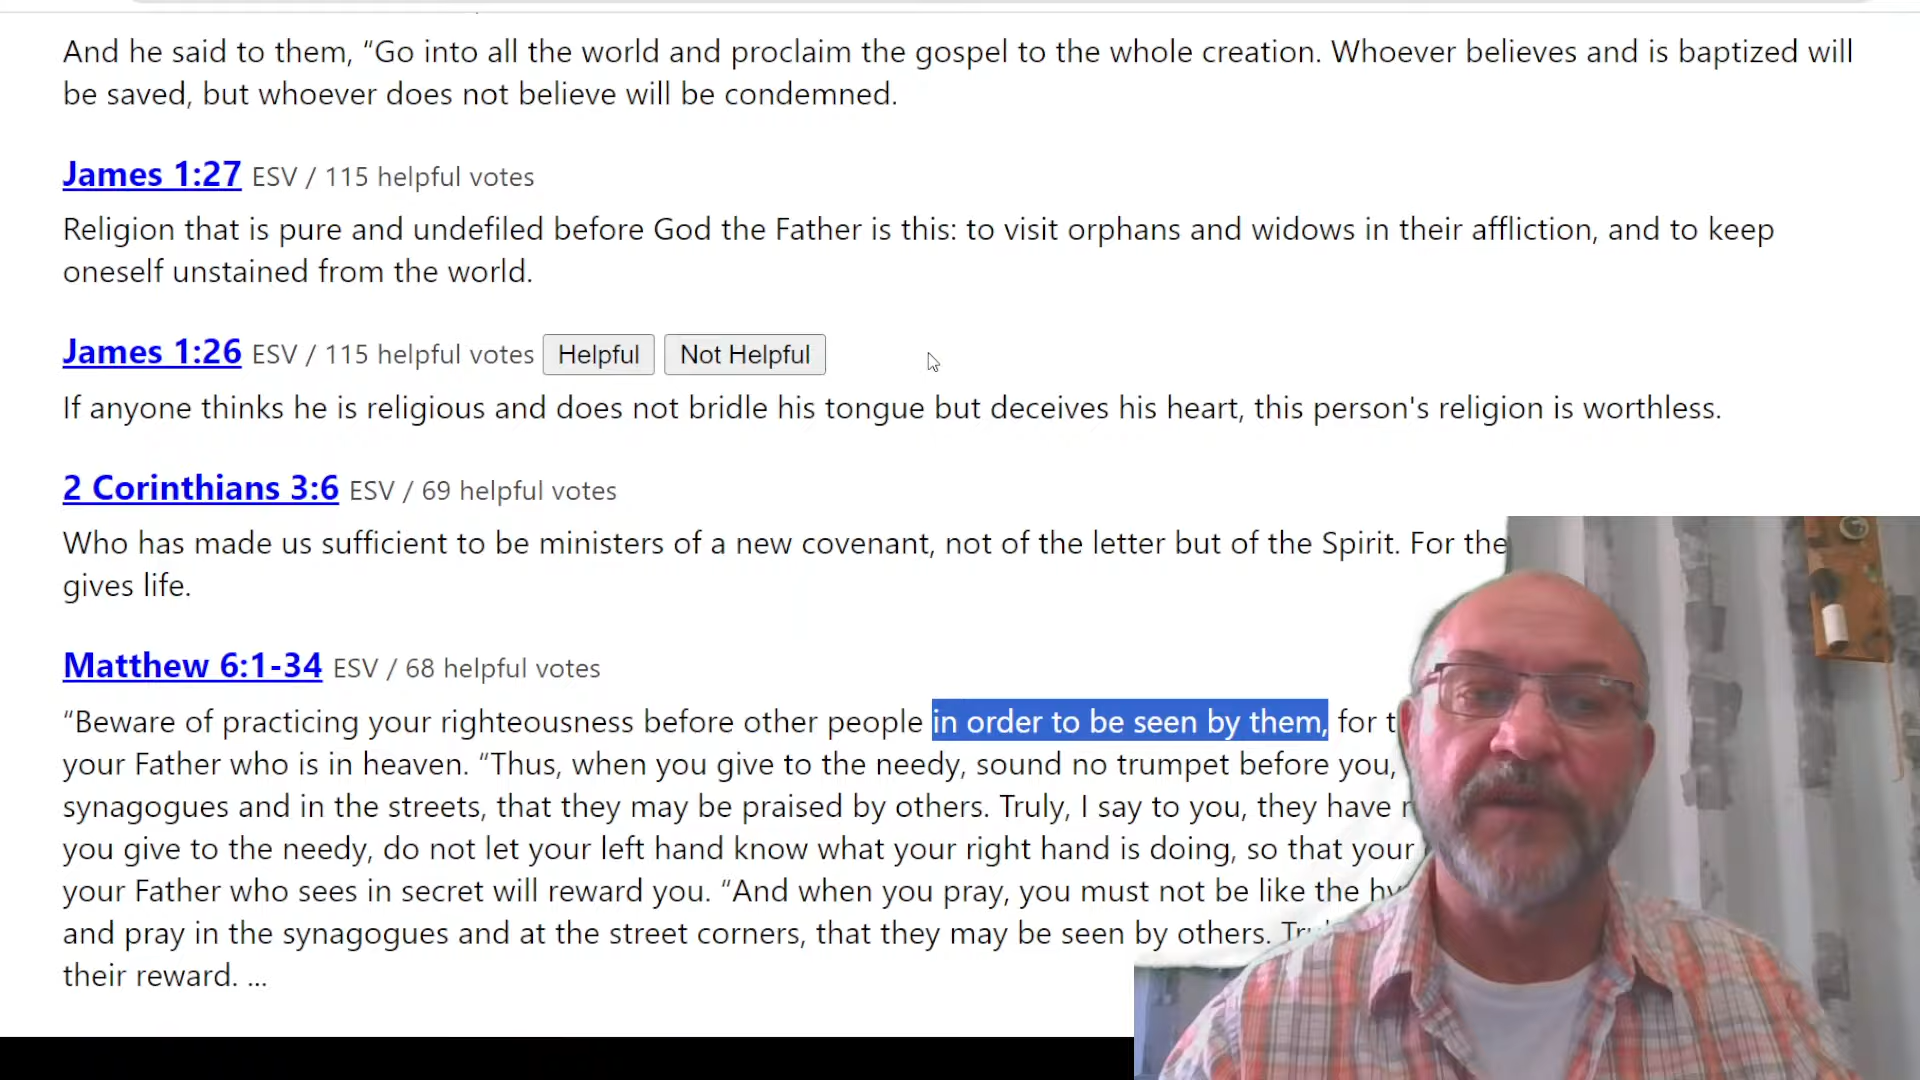 And he said to them, “Go into all the world and proclaim the gospel to the whole creation. Whoever believes and is baptized will
be saved, but whoever does not believe will be condemned.
James 1:27 ESV / 115 helpful votes
Religion that is pure and undefiled before God the Father is this: to visit orphans and widows in their affliction, and to keep
oneself unstained from the world.
James 1:26 ESV / 115 helpful votes Helpful Not Helpful
If anyone thinks he is religious and does not bridle his tongue but deceives his heart, this person's religion is worthless.
2 Corinthians 3:6 ESV / 69 helpful votes
Who has made us sufficient to be ministers of a new covenant, not of the letter but of the Spirit. For the
gives life.
Matthew 6:1-34 ESV / 68 helpful votes
“Beware of practicing your righteousness before other people in order to be seen by them, for
your Father who is in heaven. “Thus, when you give to the needy, sound no trumpet before you,
synagogues and in the streets, that they may be praised by others. Truly, I say to you, they have
you give to the needy, do not let your left hand know what your right hand is doing, so that your
your Father who sees in secret will reward you. “And when you pray, you must not be like the
and pray in the synagogues and at the street corners, that they may be seen by others.
their reward. ...